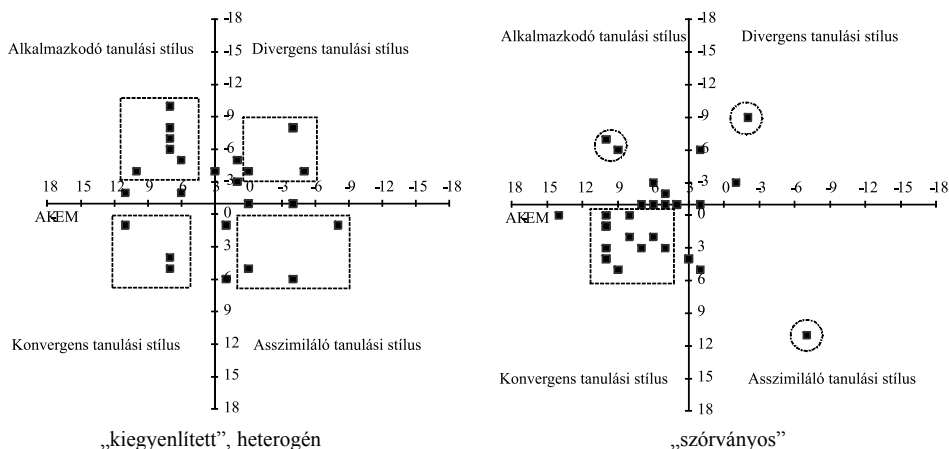 -18
-15
-12
-9
-6
-3
Alkalmazkodó tanulási stílus
Divergens tanulási stílus
12 9 6 3 0 -3 -6 -9 -12 -15 -18
AKEM
0
3
6
9
12
15
18
Konvergens tanulási stílus
Asszimiláló tanulási stílus
„kiegyenlített”, heterogén
-18
-15
-12
-9
-6
-3
Alkalmazkodó tanulási stílus
Divergens tanulási stílus
18 15 12 9 6 3 0 -3 -6 -9 -12 -15 -18
AKEM
0
3
6
9
12
15
18
Konvergens tanulási stílus
Asszimiláló tanulási stílus
„szórványos”